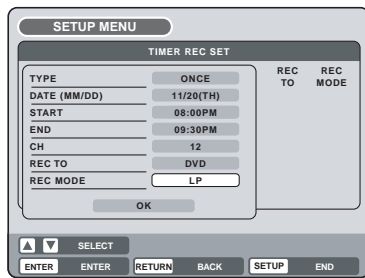 SETUP MENU
TIMER REC SET
REC REC
TO MODE
TYPE ONCE
DATE (MM/DD) 11/20(TH)
START 08:00PM
END 09:30PM
CH 12
REC TO DVD
REC MODE LP
OK
SELECT
ENTER ENTER RETURN BACK SETUP END